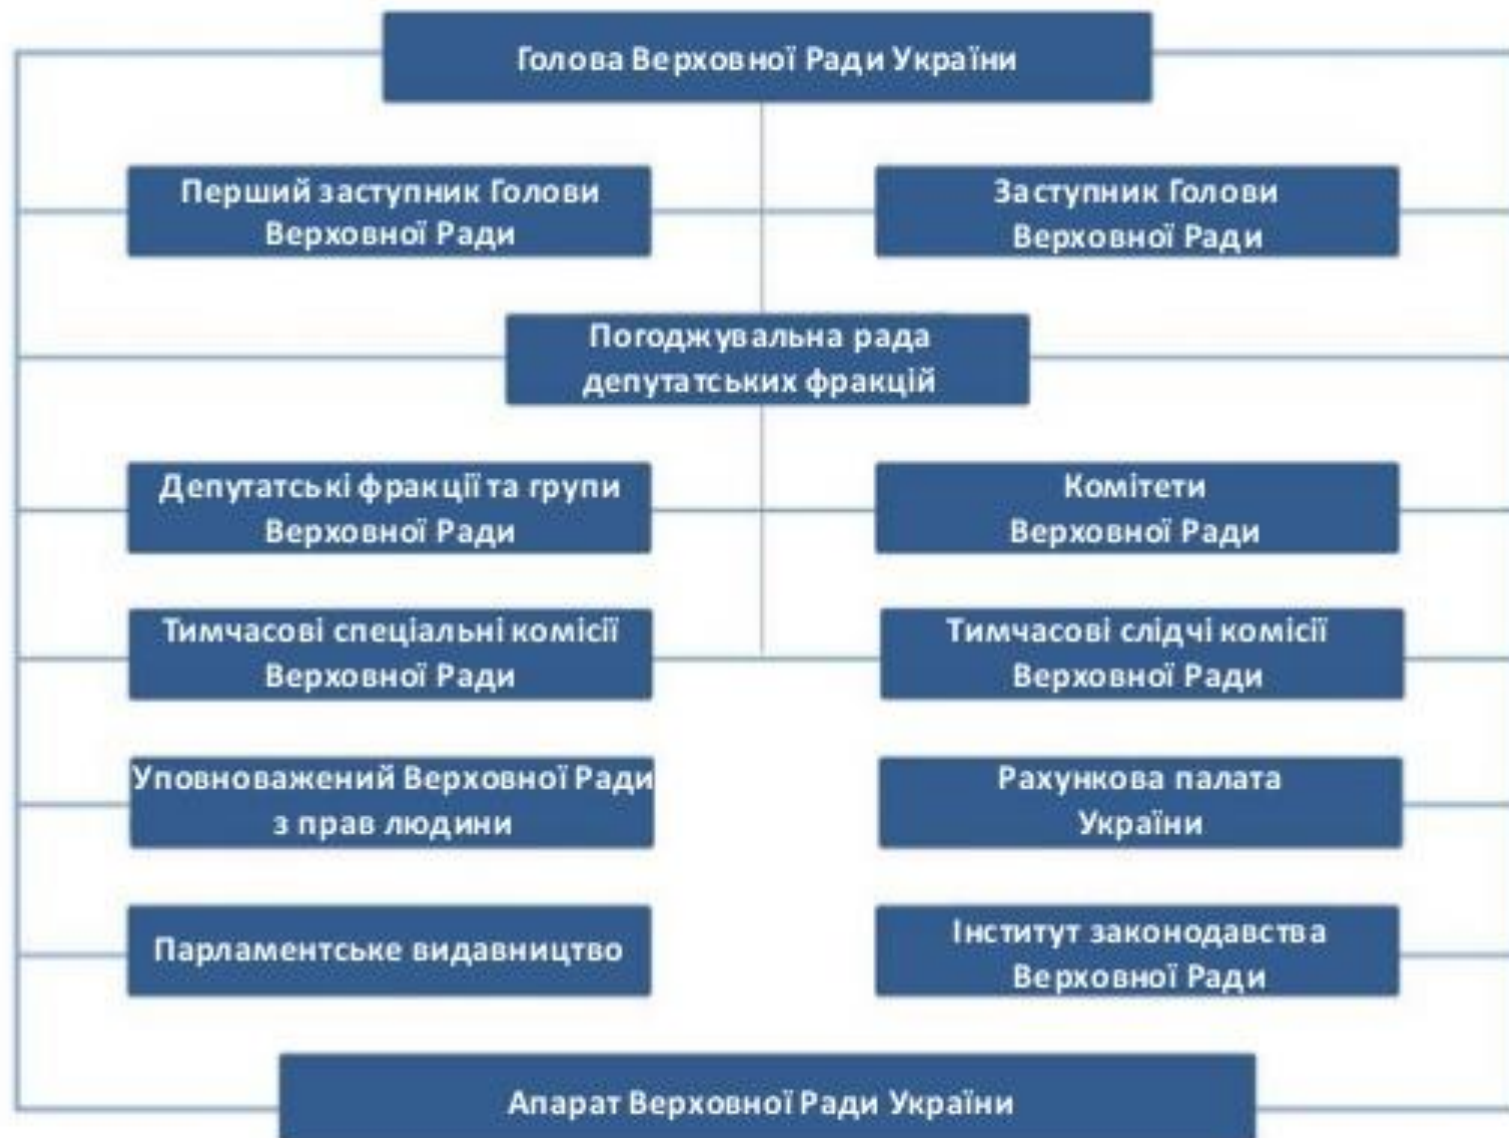 Голова Верховної Ради України
Перший заступник Голови
Верховної Ради
Заступник Голови
Верховної Ради
Погоджувальна рада
депутатських фракцій
Депутатські фракції та групи
Верховної Ради
Комітети
Верховної Ради
Тимчасові спеціальні комісії
Верховної Ради
Тимчасові слідчі комісії
Верховної Ради
Уповноважений Верховної Ради
з прав людини
Рахункова палата
України
Парламентське видавництво
Інститут законодавства
Верховної Ради
Апарат Верховної Ради України